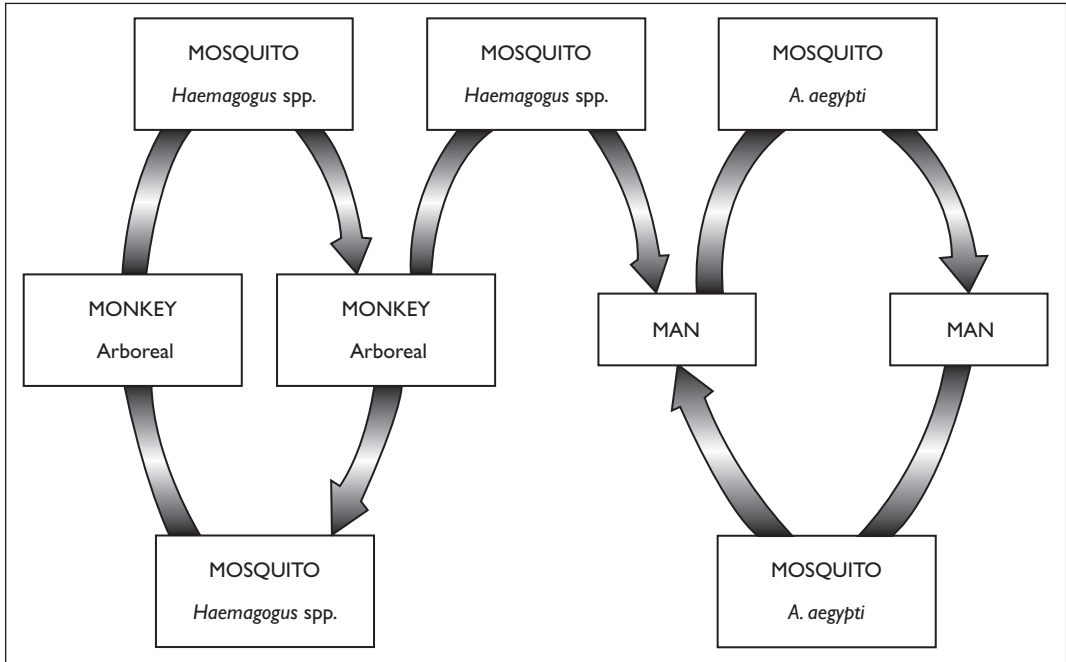 MOSQUITO
Haemagogus spp.
MOSQUITO
Haemagogus spp.
MOSQUITO
A. aegypti
MONKEY
Arboreal
MONKEY
Arboreal
MAN
MAN
MOSQUITO
Haemagogus spp.
MOSQUITO
A. aegypti